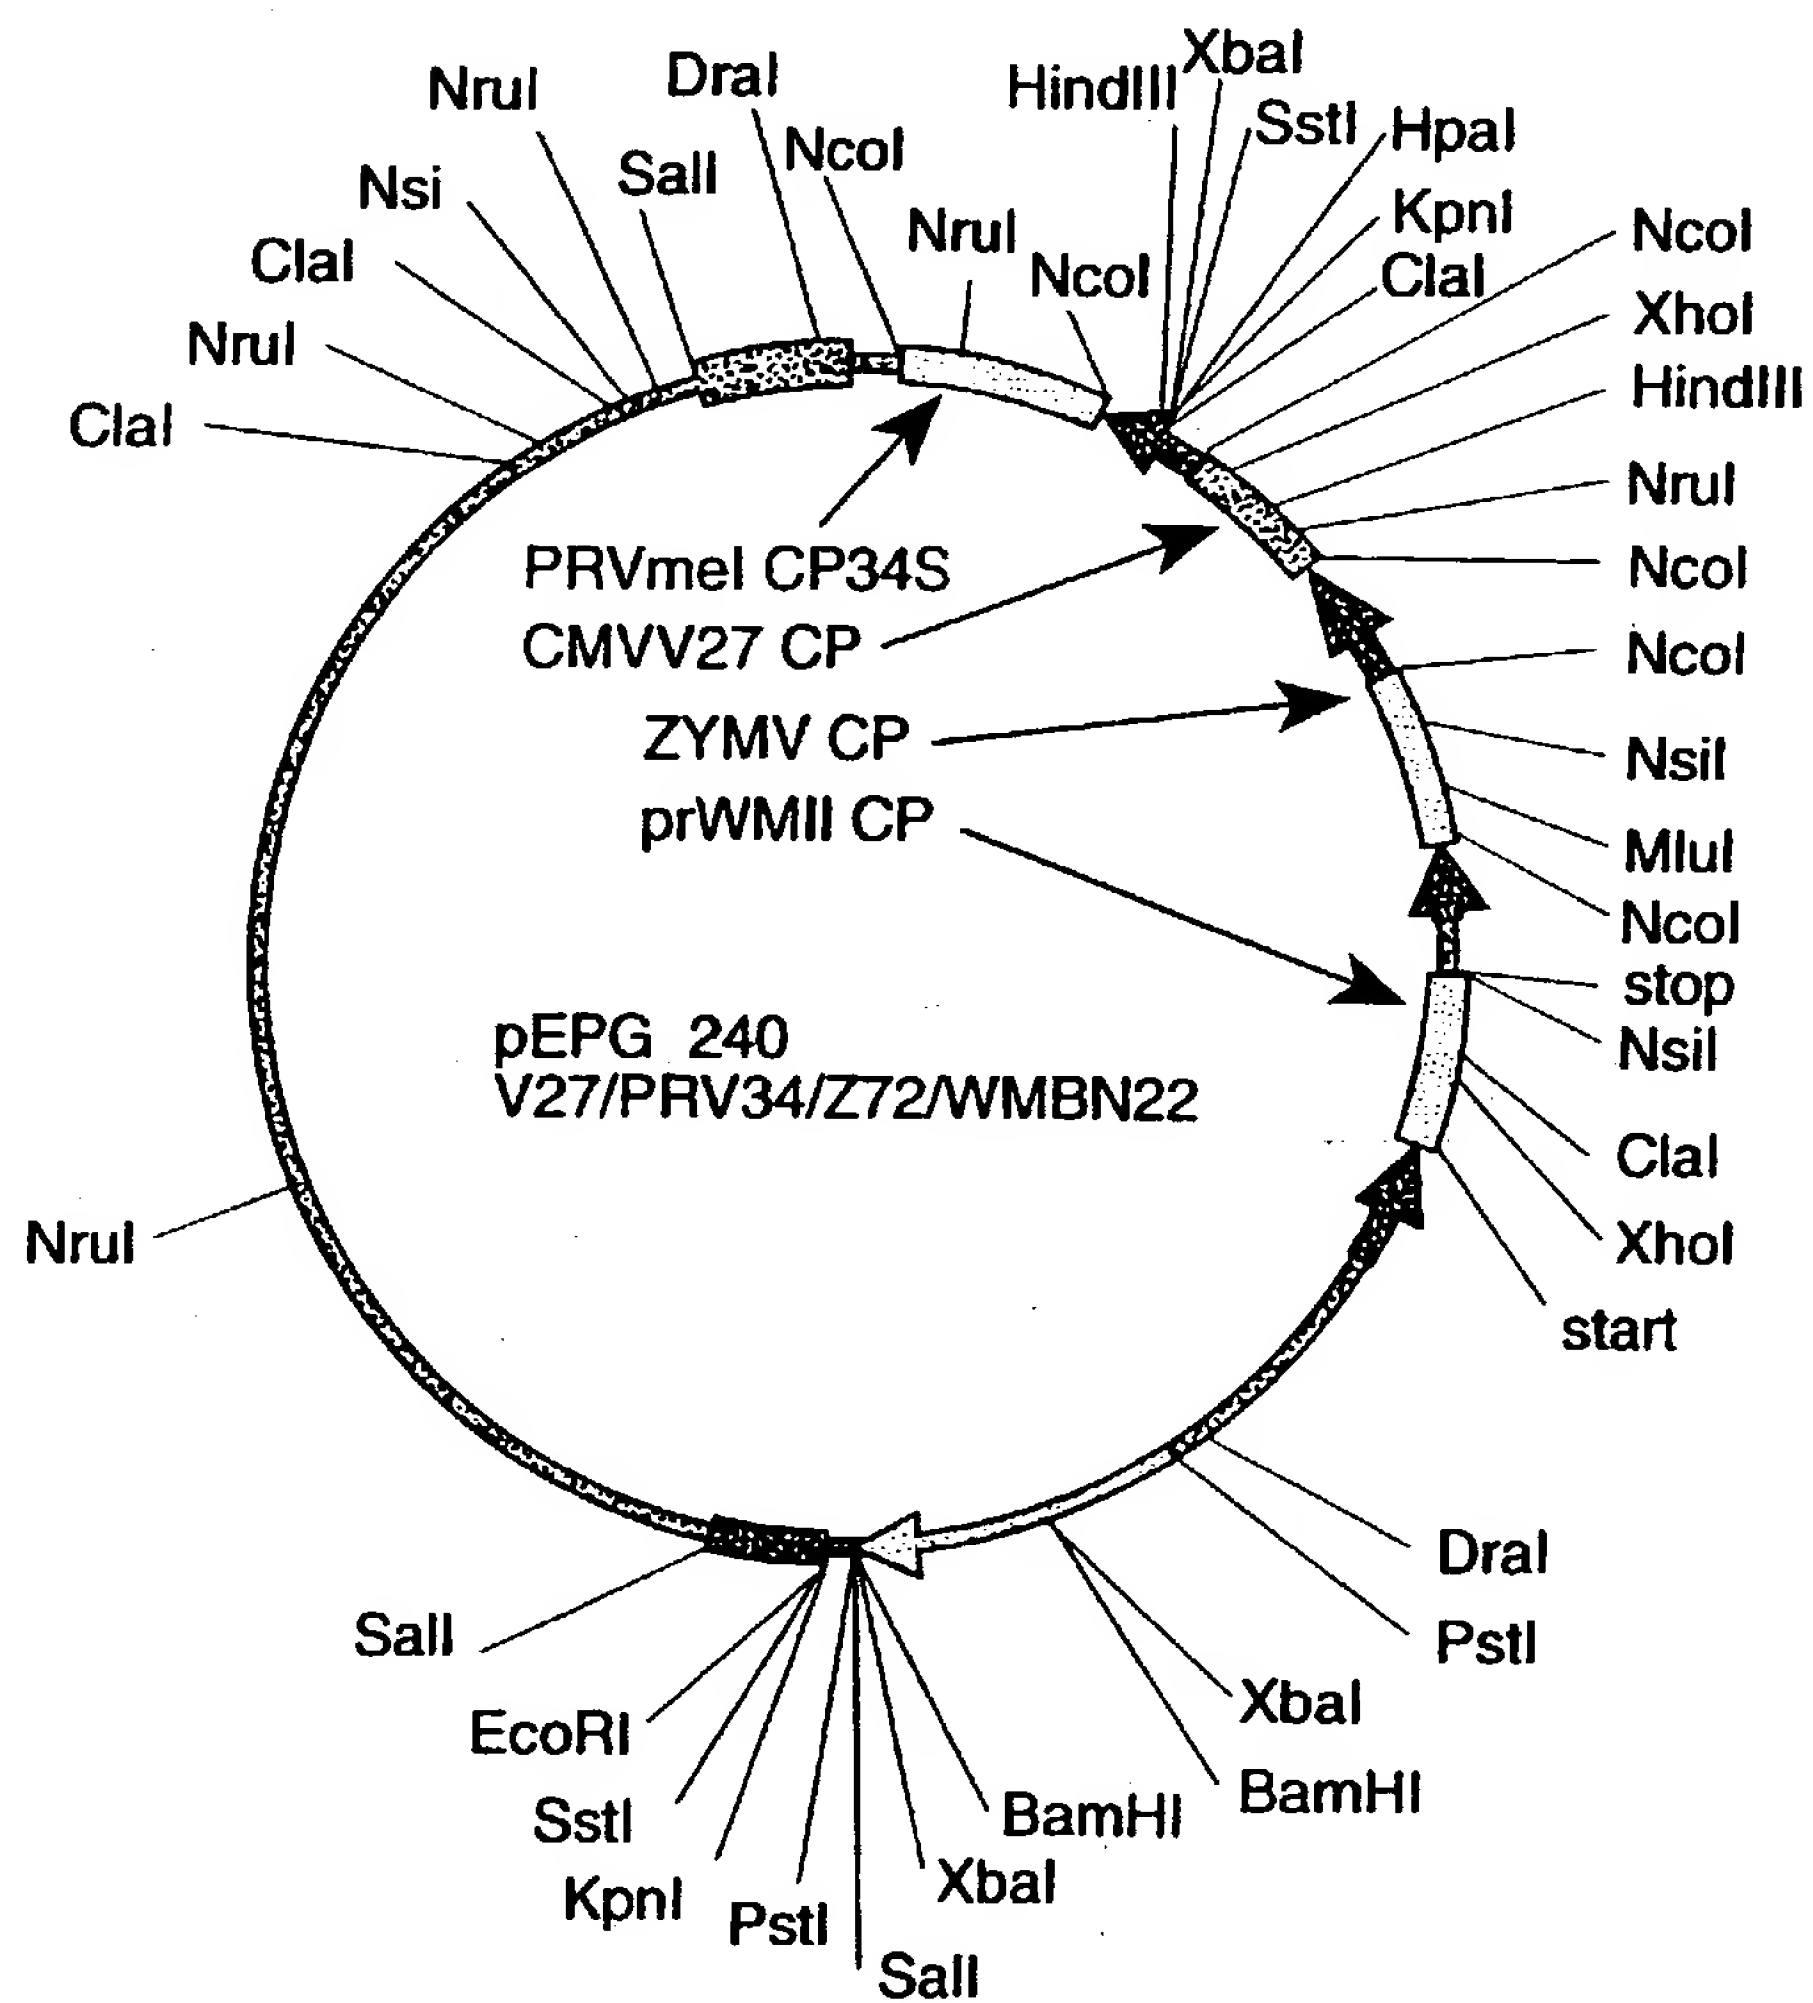 XbaI
DraI
HindIII
NruI
SstI
HpaI
NcoI
SalI
Nsi
KpnI
NruI
NcoI
ClaI
NcoI
ClaI
XhoI
NruI
HindIII
ClaI
NruI
PRVmel CP34S
NcoI
CMVV27 CP
NcoI
ZYMV CP
NsiI
prWMII CP
MluI
NcoI
stop
pEPG 240
NsiI
V27/PRV34/Z72/WMBN22
ClaI
NruI
XhoI
start
DraI
SalI
PstI
XbaI
EcoRI
BamHI
SstI
BamHI
XbaI
KpnI
PstI
SalI